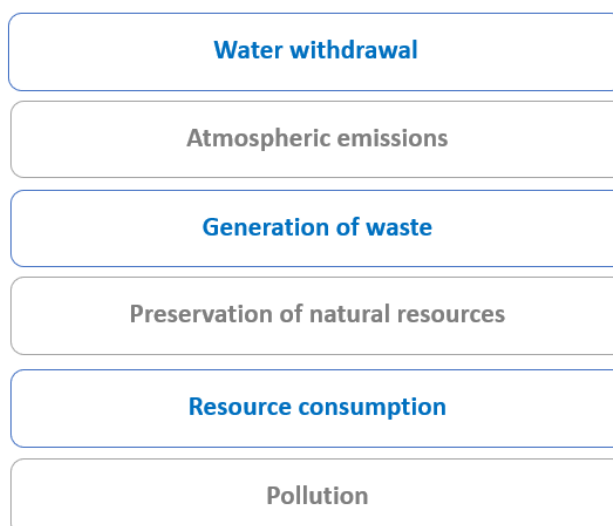 Water withdrawal
Atmospheric emissions
Generation of waste
Preservation of natural resources
Resource consumption
Pollution